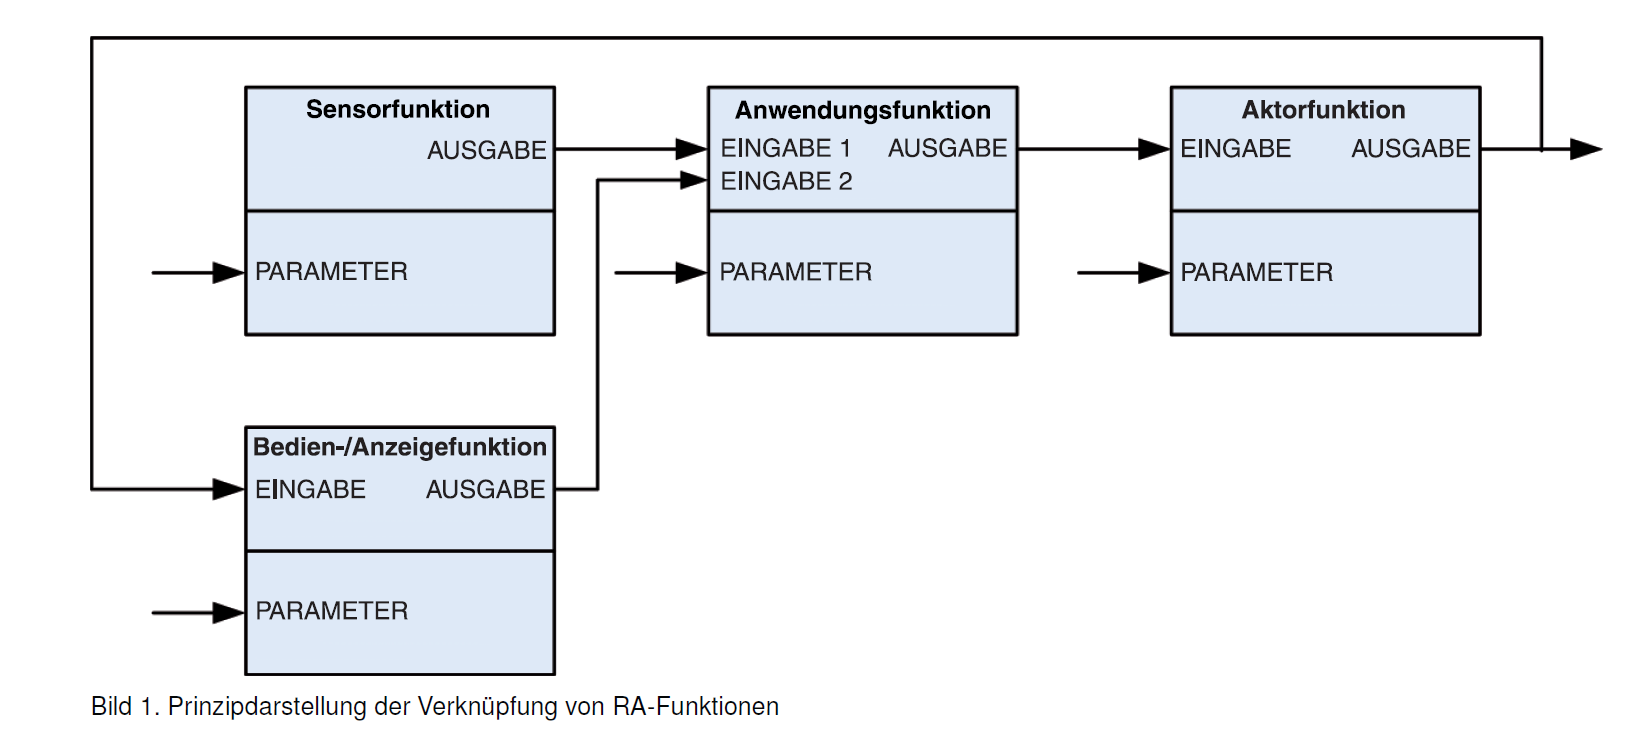 Sensorfunktion
AUSGABE
PARAMETER
Anwendungsfunktion
EINGABE 1 AUSGABE
EINGABE 2
PARAMETER
Aktorfunktion
EINGABE AUSGABE
PARAMETER
Bedien-/Anzeigefunktion
EINGABE AUSGABE
PARAMETER
Bild 1. Prinzipdarstellung der Verknüpfung von RA-Funktionen